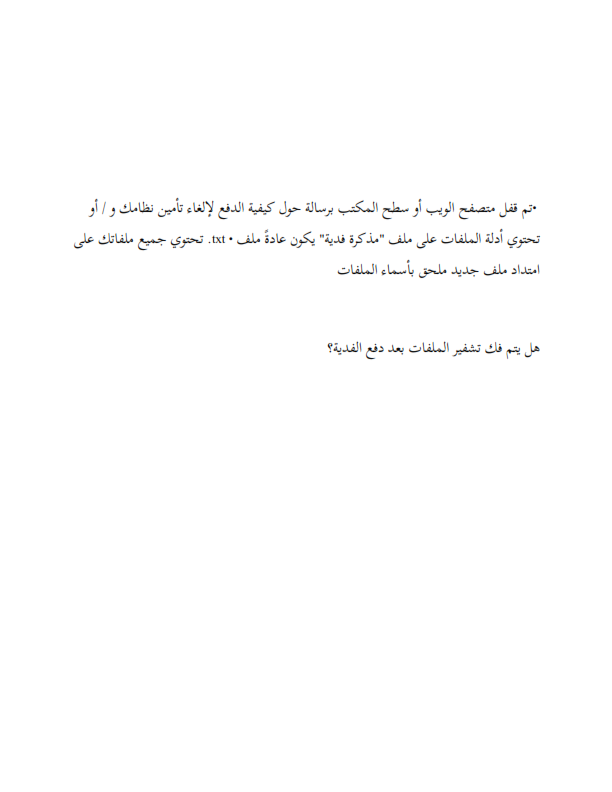 •تم قفل متصفح الويب أو سطح المكتب برسالة حول كيفية الدفع لإلغاء تأمين نظامك و / أو
تحتوي أدلة الملفات على ملف "مذكرة فدية" يكون عادةً ملف • txt. تحتوي جميع ملفاتك على
امتداد ملف جديد ملحق بأسماء الملفات
هل يتم فك تشفير الملفات بعد دفع الفدية؟